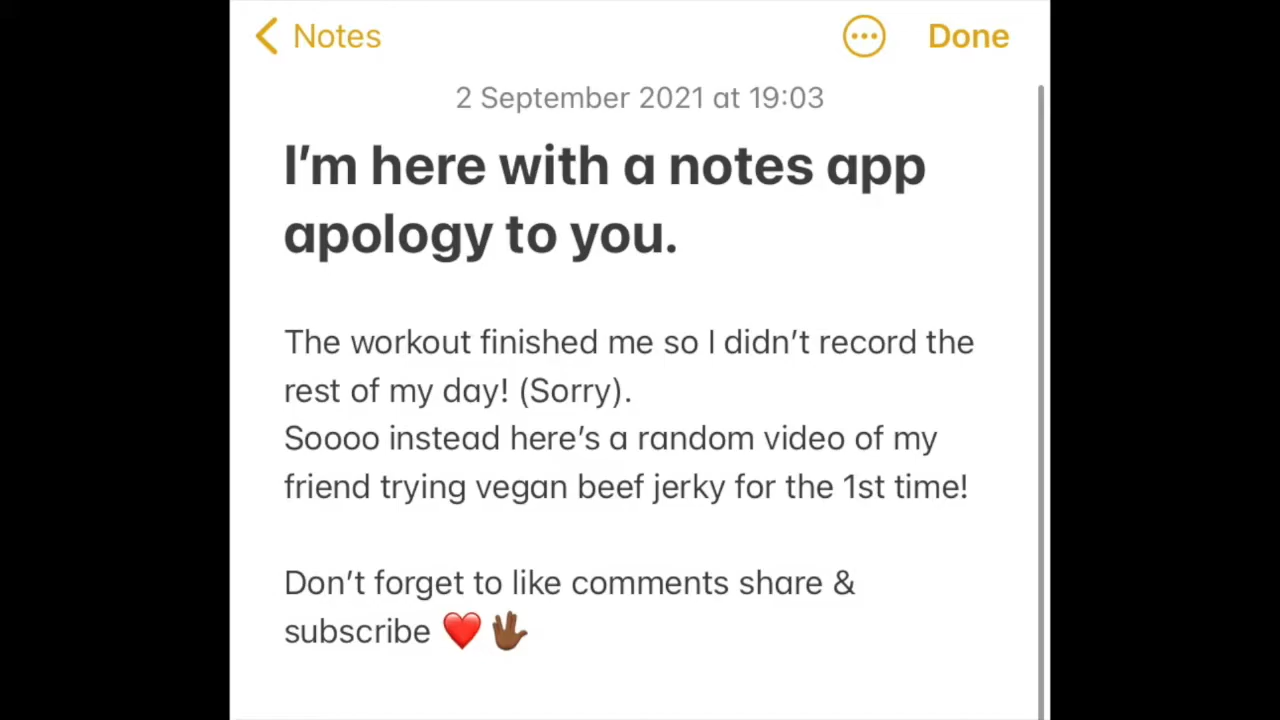 Notes
Done
2 September 2021 at 19:03
I’m here with a notes app
apology to you.
The workout finished me so I didn’t record the
rest of my day! (Sorry).
Soooo instead here’s a random video of my
friend trying vegan beef jerky for the 1st time!
Don’t forget to like comments share &
subscribe ❤️🖖🏾